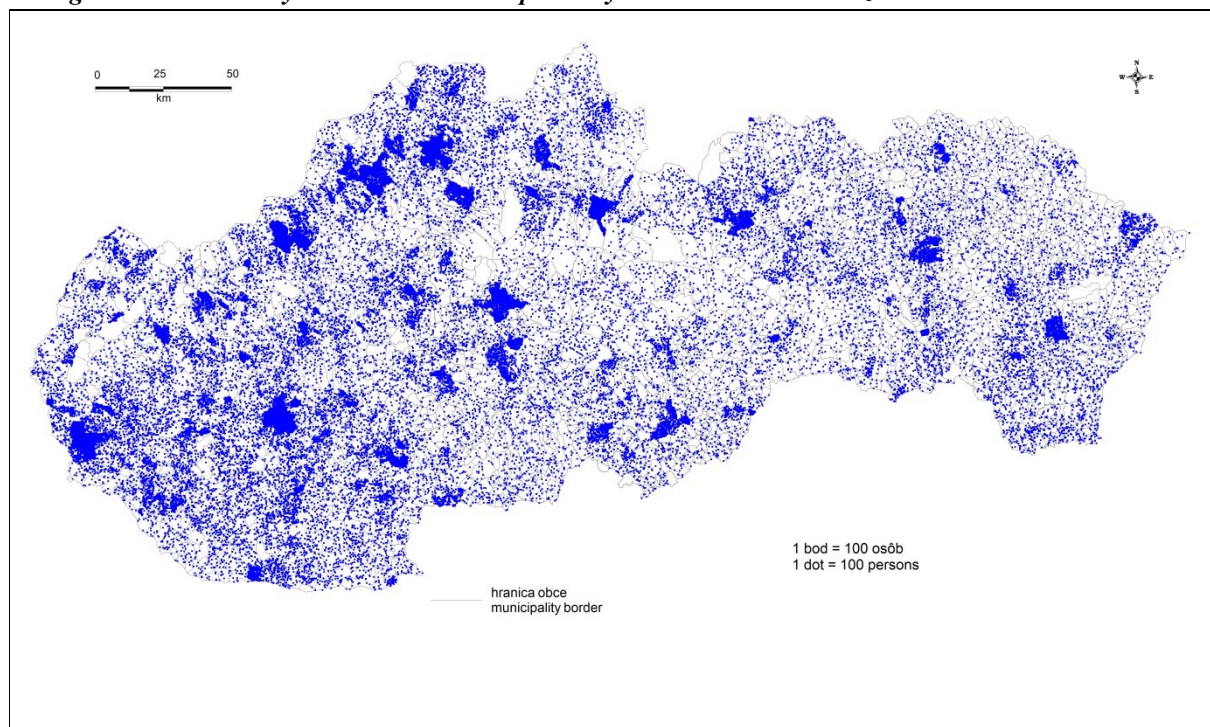 0 25 50
km
N
W E
S
1 bod = 100 osôb
1 dot = 100 persons
hranica obce
municipality border